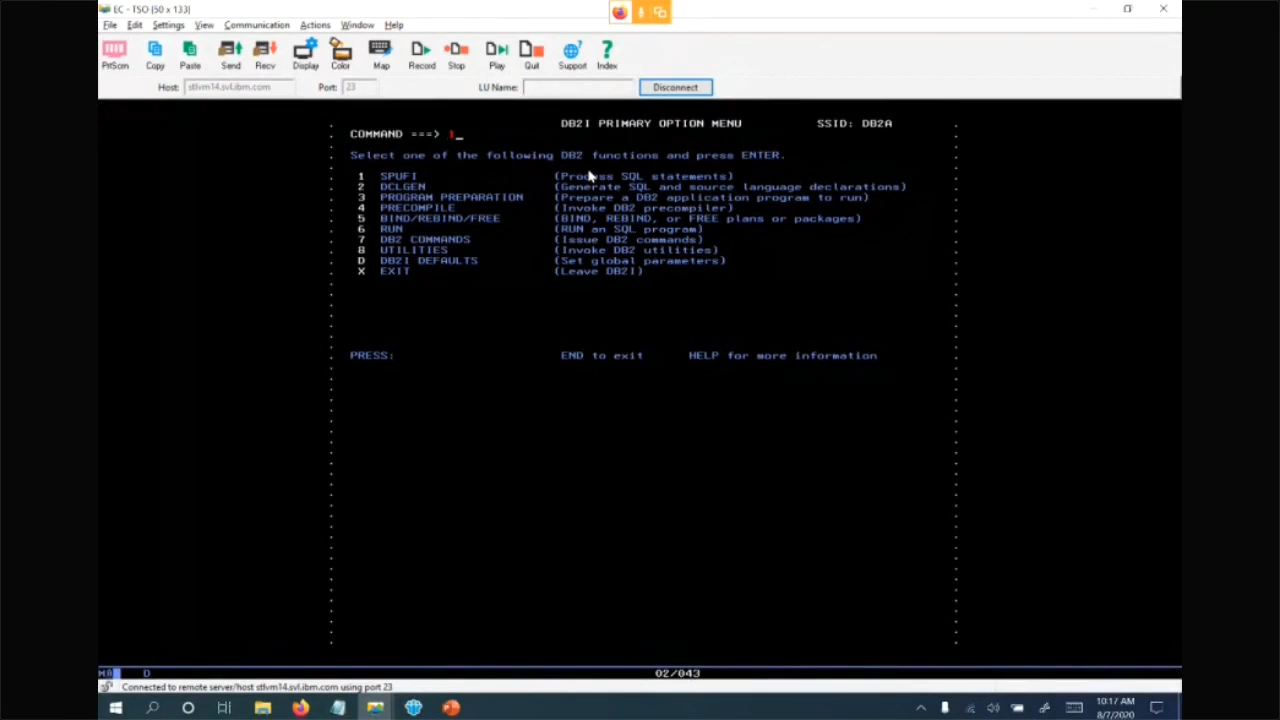 EC - TSO [50 x 133]
File Edit Settings View Communication Actions Window Help
PrtScrn Copy Paste Send Recv Display Color Map Record Stop Play Quit Support Index
Host: stlvm14.svl.ibm.com Port: 23 LU Name: Disconnect
DB2I PRIMARY OPTION MENU SSID: DB2A
COMMAND ===> 1_
Select one of the following DB2 functions and press ENTER.
1 SPUFI (Process SQL statements)
2 DCLGEN (Generate SQL and source language declarations)
3 PROGRAM PREPARATION (Prepare a DB2 application program to run)
4 PRECOMPILE (Invoke DB2 precompiler)
5 BIND/REBIND/FREE (BIND, REBIND, or FREE plans or packages)
6 RUN (RUN an SQL program)
7 DB2 COMMANDS (Issue DB2 commands)
8 UTILITIES (Invoke DB2 utilities)
D DB2I DEFAULTS (Set global parameters)
X EXIT (Leave DB2I)
PRESS: END to exit HELP for more information
MA D 02/043
Connected to remote server/host stlvm14.svl.ibm.com using port 23
10:17 AM
8/7/2020